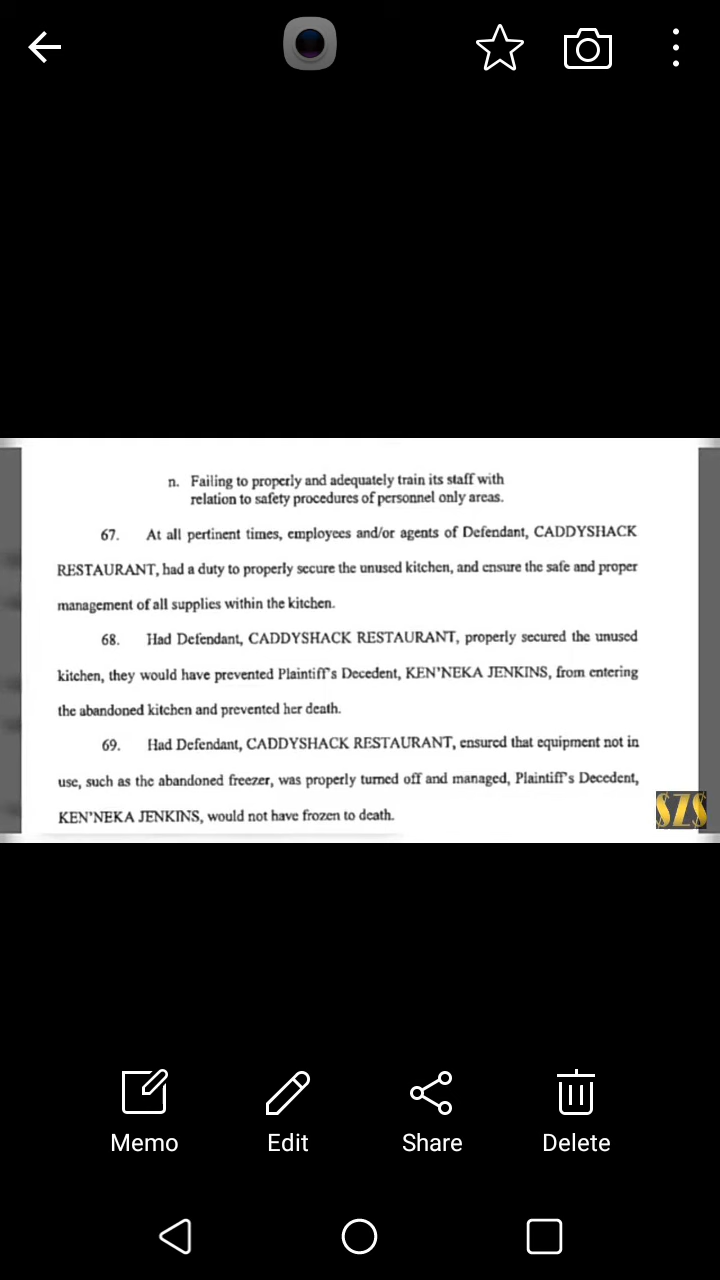 n. Failing to properly and adequately train its staff with
relation to safety procedures of personnel only areas.
67. At all pertinent times, employees and/or agents of Defendant, CADDYSHACK
RESTAURANT, had a duty to properly secure the unused kitchen, and ensure the safe and proper
management of all supplies within the kitchen.
68. Had Defendant, CADDYSHACK RESTAURANT, properly secured the unused
kitchen, they would have prevented Plaintiff's Decedent, KEN'NEKA JENKINS, from entering
the abandoned kitchen and prevented her death.
69. Had Defendant, CADDYSHACK RESTAURANT, ensured that equipment not in
use, such as the abandoned freezer, was properly turned off and managed, Plaintiff's Decedent,
KEN'NEKA JENKINS, would not have frozen to death.
$Z$
Memo Edit Share Delete